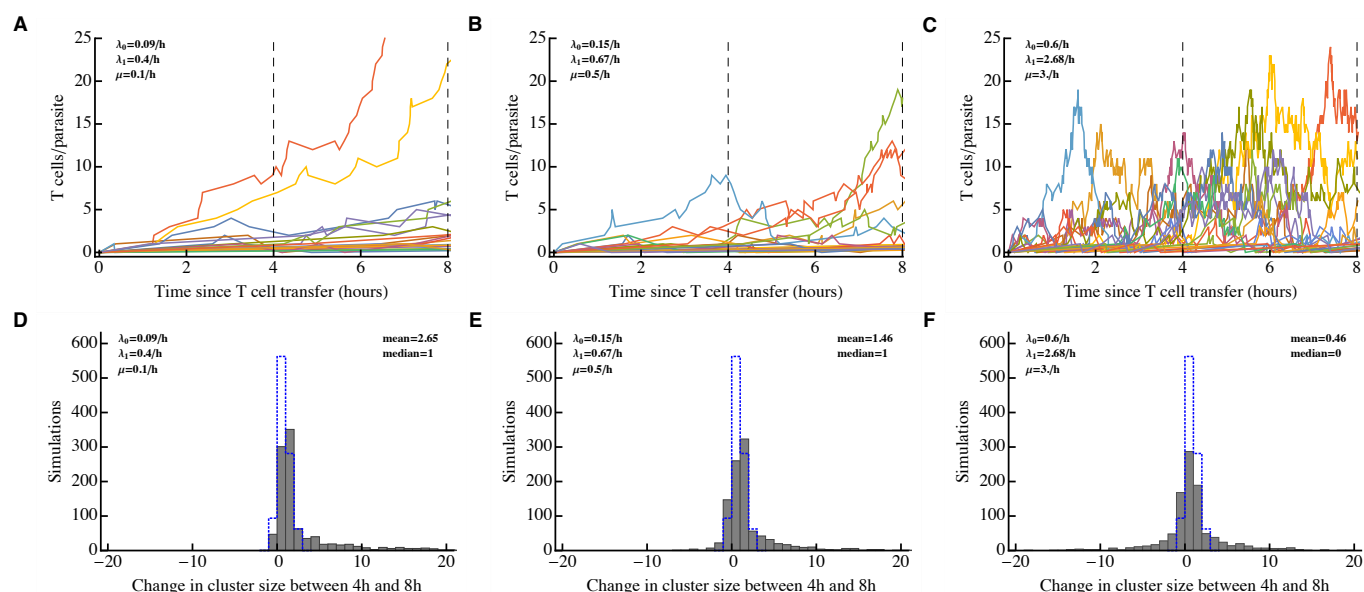 A
λ0=0.09/h
λ1=0.4/h
μ=0.1/h
25
20
15
10
5
0
T cells/parasite
0 2 4 6 8
Time since T cell transfer (hours)
B
λ0=0.15/h
λ1=0.67/h
μ=0.5/h
25
20
15
10
5
0
T cells/parasite
0 2 4 6 8
Time since T cell transfer (hours)
C
λ0=0.6/h
λ1=2.68/h
μ=3./h
25
20
15
10
5
0
T cells/parasite
0 2 4 6 8
Time since T cell transfer (hours)
D
λ0=0.09/h
λ1=0.4/h
μ=0.1/h
mean=2.65
median=1
600
500
400
300
200
100
0
Simulations
−20 −10 0 10 20
Change in cluster size between 4h and 8h
E
λ0=0.15/h
λ1=0.67/h
μ=0.5/h
mean=1.46
median=1
600
500
400
300
200
100
0
Simulations
−20 −10 0 10 20
Change in cluster size between 4h and 8h
F
λ0=0.6/h
λ1=2.68/h
μ=3./h
mean=0.46
median=0
600
500
400
300
200
100
0
Simulations
−20 −10 0 10 20
Change in cluster size between 4h and 8h